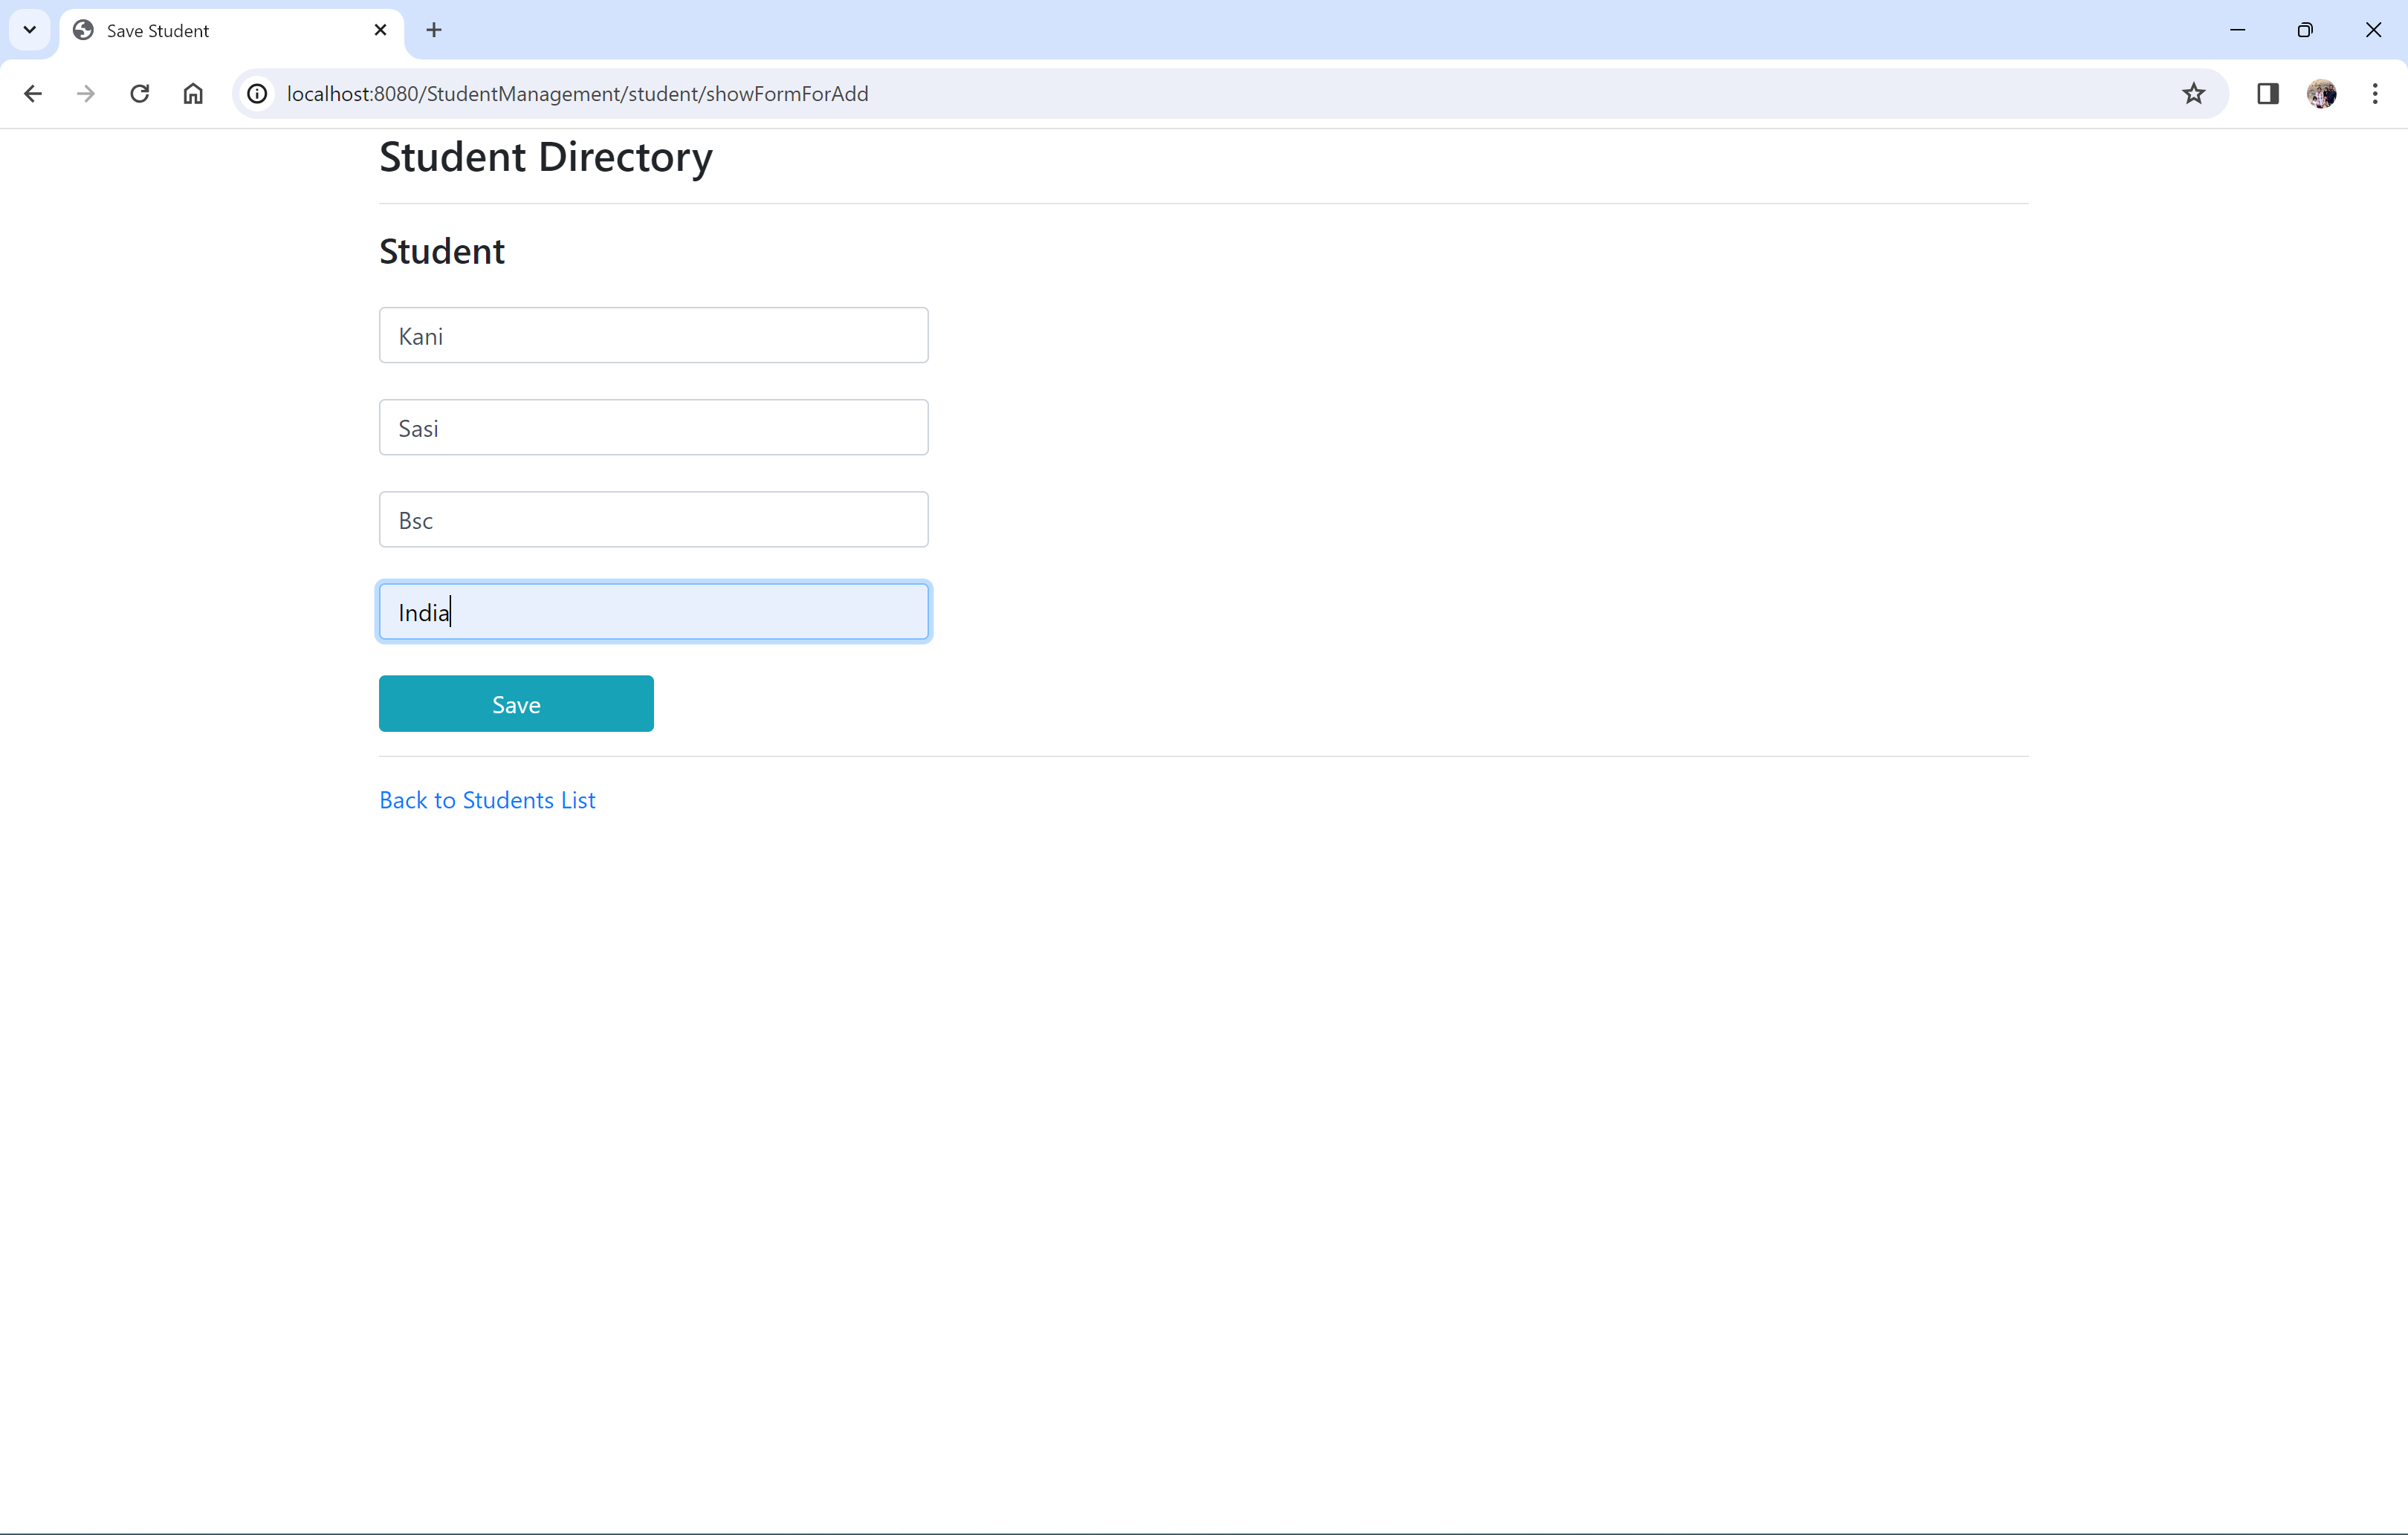 Save Student
localhost:8080/StudentManagement/student/showFormForAdd
Student Directory
Student
Kani
Sasi
Bsc
India
Save
Back to Students List